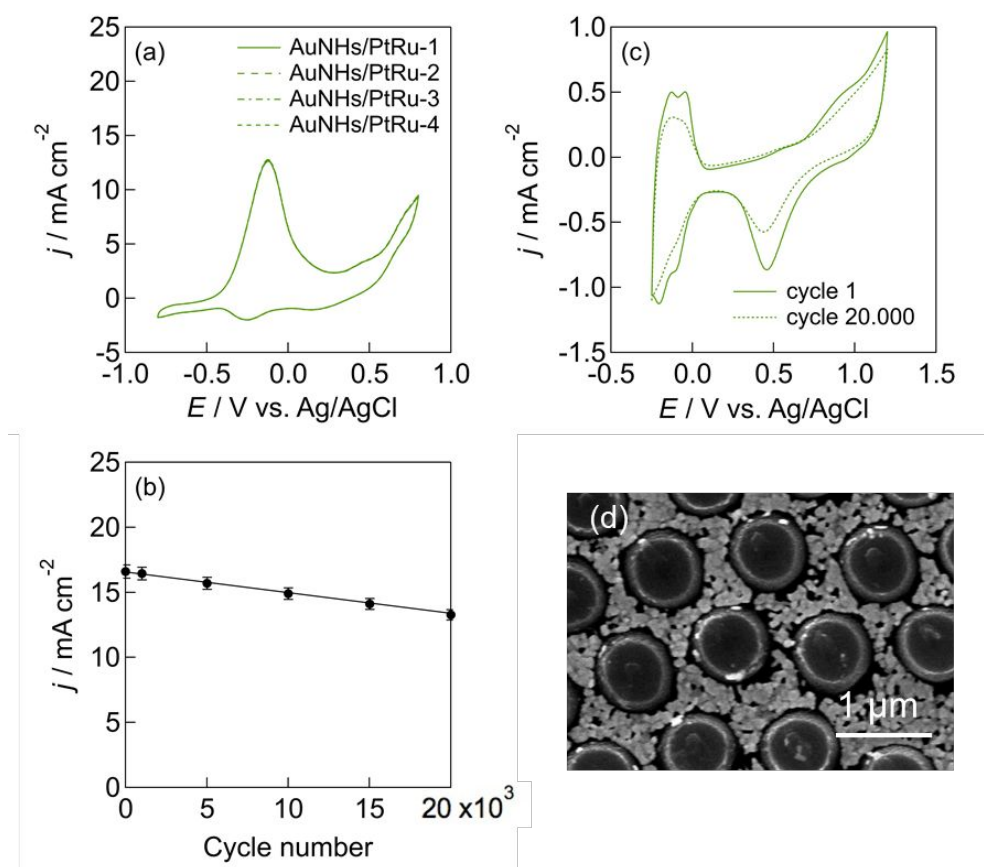 (a)
AuNHs/PtRu-1
AuNHs/PtRu-2
AuNHs/PtRu-3
AuNHs/PtRu-4
25
20
15
10
5
0
-5
j / mA cm⁻²
-1.0 -0.5 0.0 0.5 1.0
E / V vs. Ag/AgCl
(c)
1.0
0.5
0.0
-0.5
-1.0
-1.5
j / mA cm⁻²
cycle 1
cycle 20.000
-0.5 0.0 0.5 1.0 1.5
E / V vs. Ag/AgCl
(b)
25
20
15
10
5
0
j / mA cm⁻²
0 5 10 15 20 x10³
Cycle number
(d)
1 μm